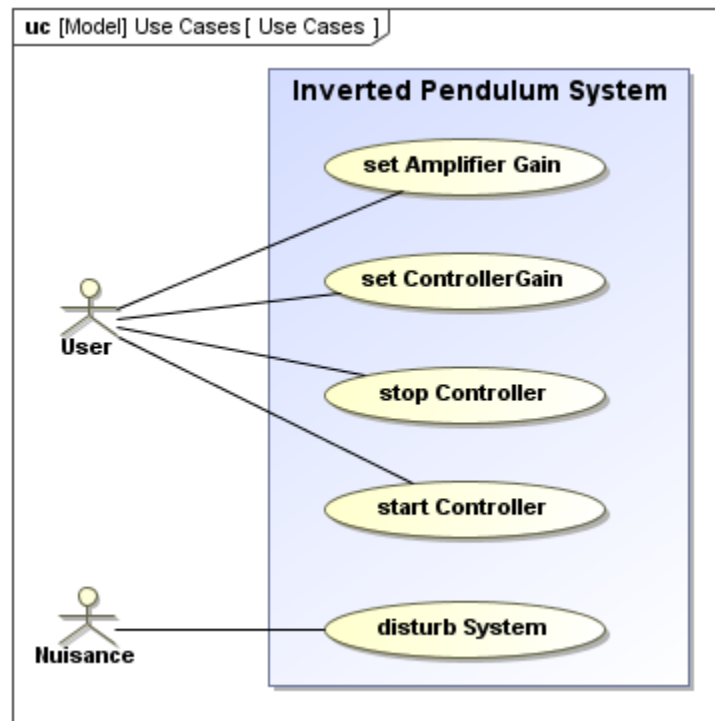 uc [Model] Use Cases [ Use Cases ]
Inverted Pendulum System
set Amplifier Gain
set ControllerGain
User
stop Controller
start Controller
disturb System
Nuisance